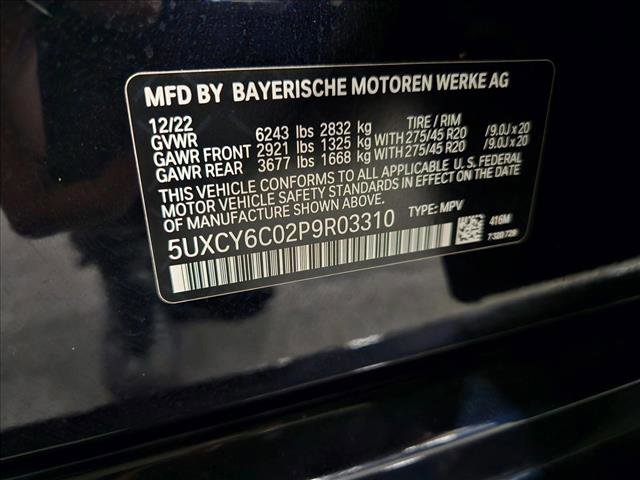 MFD BY BAYERISCHE MOTOREN WERKE AG
12/22 TIRE / RIM
GVWR 6243 lbs 2832 kg
GAWR FRONT 2921 lbs 1325 kg WITH 275/45 R20 /9.0J x 20
GAWR REAR 3677 lbs 1668 kg WITH 275/45 R20 /9.0J x 20
THIS VEHICLE CONFORMS TO ALL APPLICABLE U. S. FEDERAL
MOTOR VEHICLE SAFETY STANDARDS IN EFFECT ON THE DATE OF
MANUFACTURE SHOWN ABOVE.
5UXCY6C02P9R03310 TYPE: MPV 416M
7320729